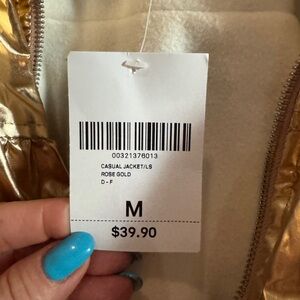 00321376013
CASUAL JACKET/LS
ROSE GOLD
D - F
M
$39.90